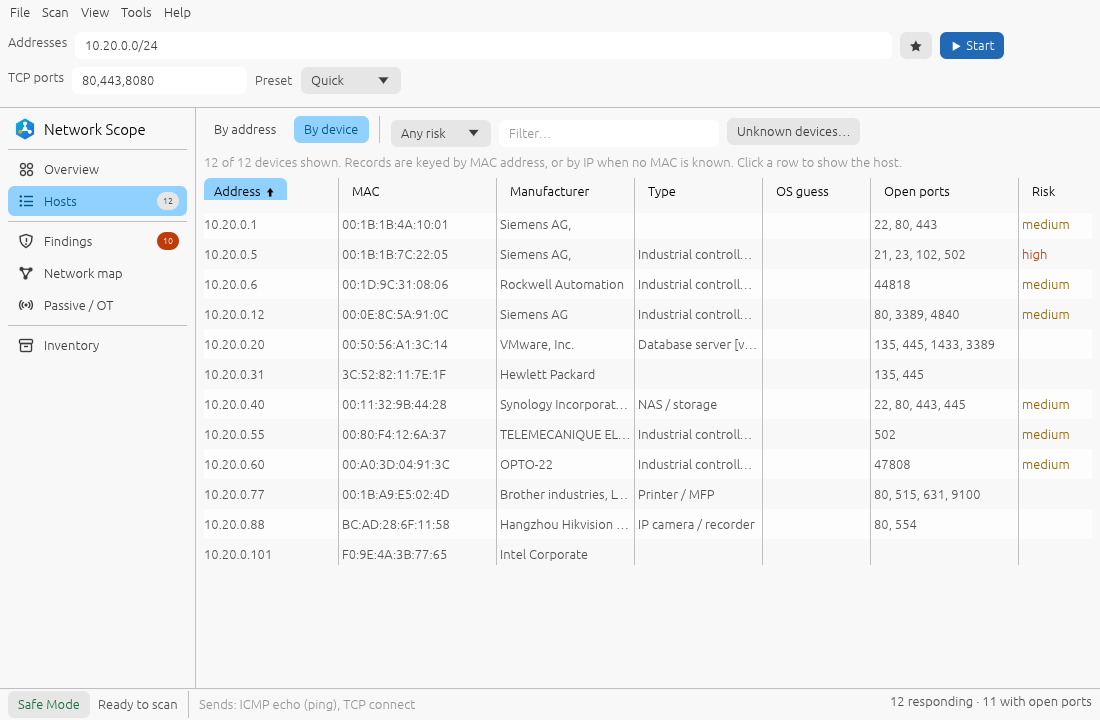 File Scan View Tools Help
Addresses 10.20.0.0/24 ★ ▶ Start
TCP ports 80,443,8080 Preset Quick
Network Scope
Overview
Hosts 12
Findings 10
Network map
Passive / OT
Inventory
By address By device Any risk Filter… Unknown devices…
12 of 12 devices shown. Records are keyed by MAC address, or by IP when no MAC is known. Click a row to show the host.
Address ↑ MAC Manufacturer Type OS guess Open ports Risk
10.20.0.1 00:1B:1B:4A:10:01 Siemens AG, 22, 80, 443 medium
10.20.0.5 00:1B:1B:7C:22:05 Siemens AG, Industrial controll… 21, 23, 102, 502 high
10.20.0.6 00:1D:9C:31:08:06 Rockwell Automation Industrial controll… 44818 medium
10.20.0.12 00:0E:8C:5A:91:0C Siemens AG Industrial controll… 80, 3389, 4840 medium
10.20.0.20 00:50:56:A1:3C:14 VMware, Inc. Database server [v… 135, 445, 1433, 3389
10.20.0.31 3C:52:82:11:7E:1F Hewlett Packard 135, 445
10.20.0.40 00:11:32:9B:44:28 Synology Incorporat… NAS / storage 22, 80, 443, 445 medium
10.20.0.55 00:80:F4:12:6A:37 TELEMECANIQUE EL… Industrial controll… 502 medium
10.20.0.60 00:A0:3D:04:91:3C OPTO-22 Industrial controll… 47808 medium
10.20.0.77 00:1B:A9:E5:02:4D Brother industries, L… Printer / MFP 80, 515, 631, 9100
10.20.0.88 BC:AD:28:6F:11:58 Hangzhou Hikvision … IP camera / recorder 80, 554
10.20.0.101 F0:9E:4A:3B:77:65 Intel Corporate
Safe Mode Ready to scan Sends: ICMP echo (ping), TCP connect 12 responding · 11 with open ports